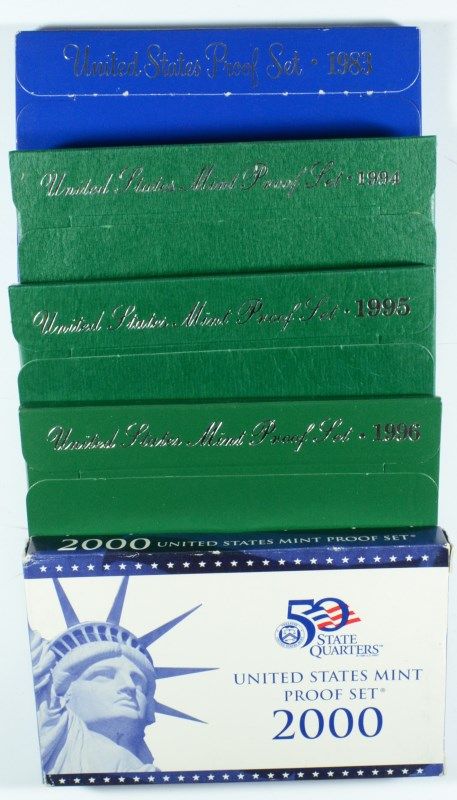 United States Proof Set · 1983
United States Mint Proof Set · 1994
United States Mint Proof Set · 1995
United States Mint Proof Set · 1996
2000 UNITED STATES MINT PROOF SET®
50
STATE
QUARTERS™
UNITED STATES MINT
PROOF SET®
2000